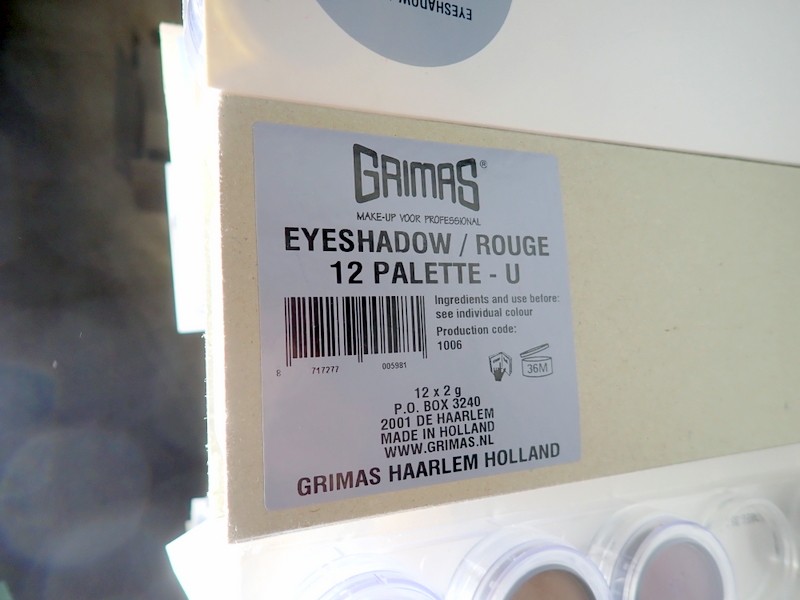 EYESHADOW
GRIMAS®
MAKE-UP VOOR PROFESSIONAL
EYESHADOW / ROUGE
12 PALETTE - U
Ingredients and use before:
see individual colour
Production code:
1006
8 717277 005981
36M
12 x 2 g
P.O. BOX 3240
2001 DE HAARLEM
MADE IN HOLLAND
WWW.GRIMAS.NL
GRIMAS HAARLEM HOLLAND